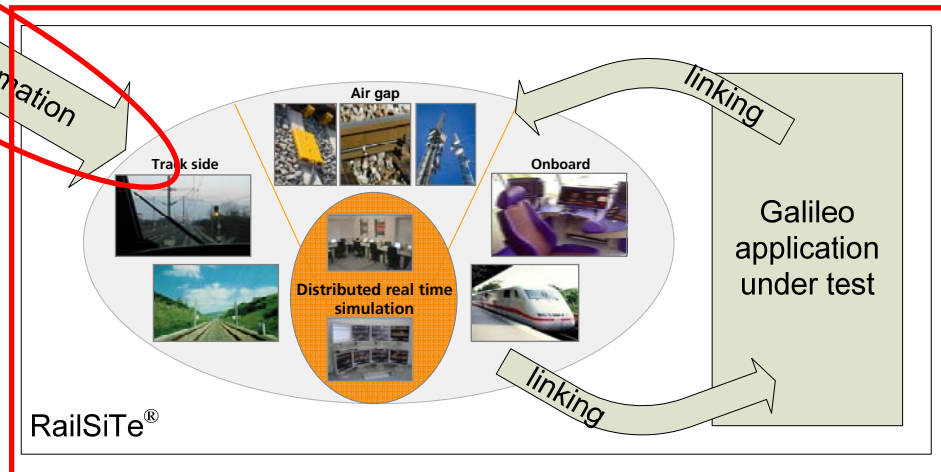 mation
Air gap
linking
Track side
Onboard
Galileo
application
under test
Distributed real time
simulation
linking
RailSiTe®